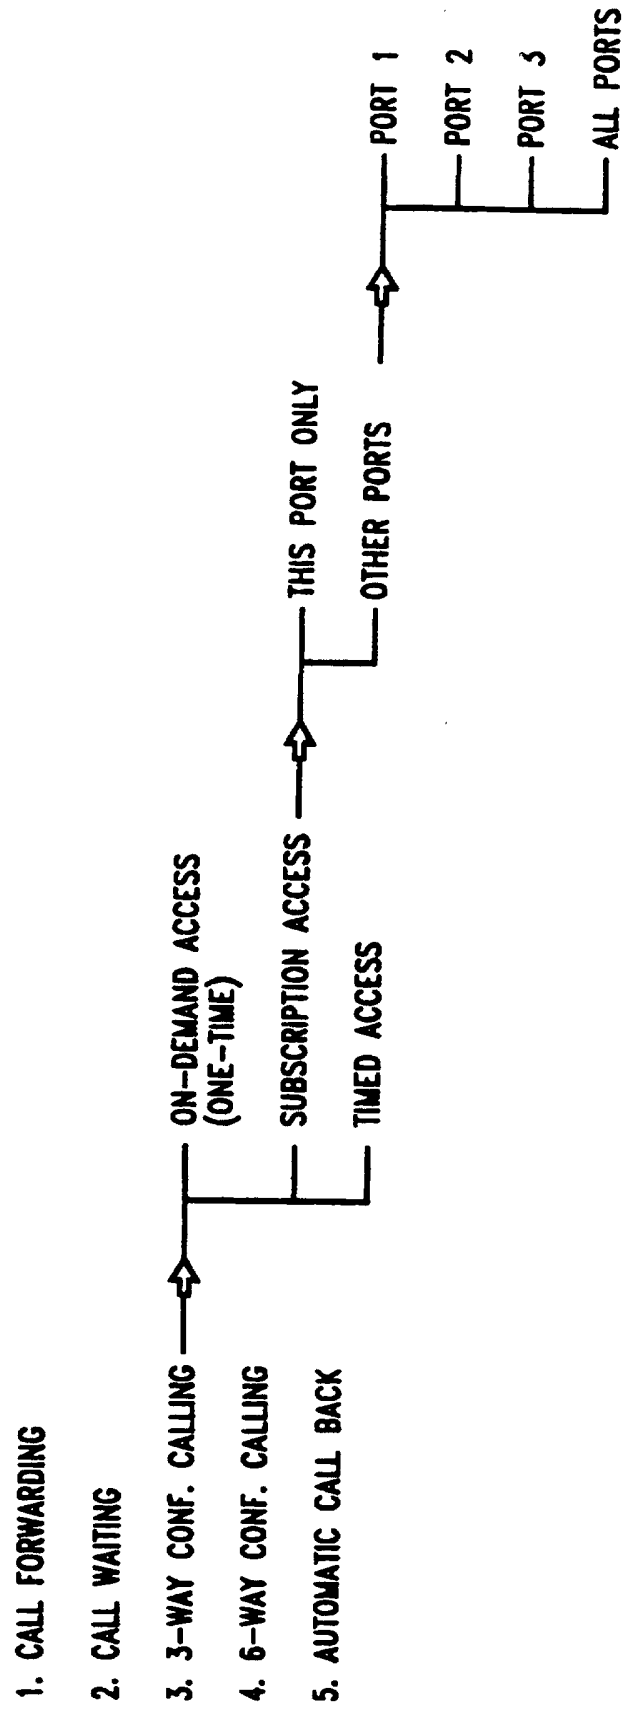 1. CALL FORWARDING
2. CALL WAITING
3. 3-WAY CONF. CALLING
4. 6-WAY CONF. CALLING
5. AUTOMATIC CALL BACK
ON-DEMAND ACCESS
(ONE-TIME)
SUBSCRIPTION ACCESS
TIMED ACCESS
THIS PORT ONLY
OTHER PORTS
PORT 1
PORT 2
PORT 3
ALL PORTS